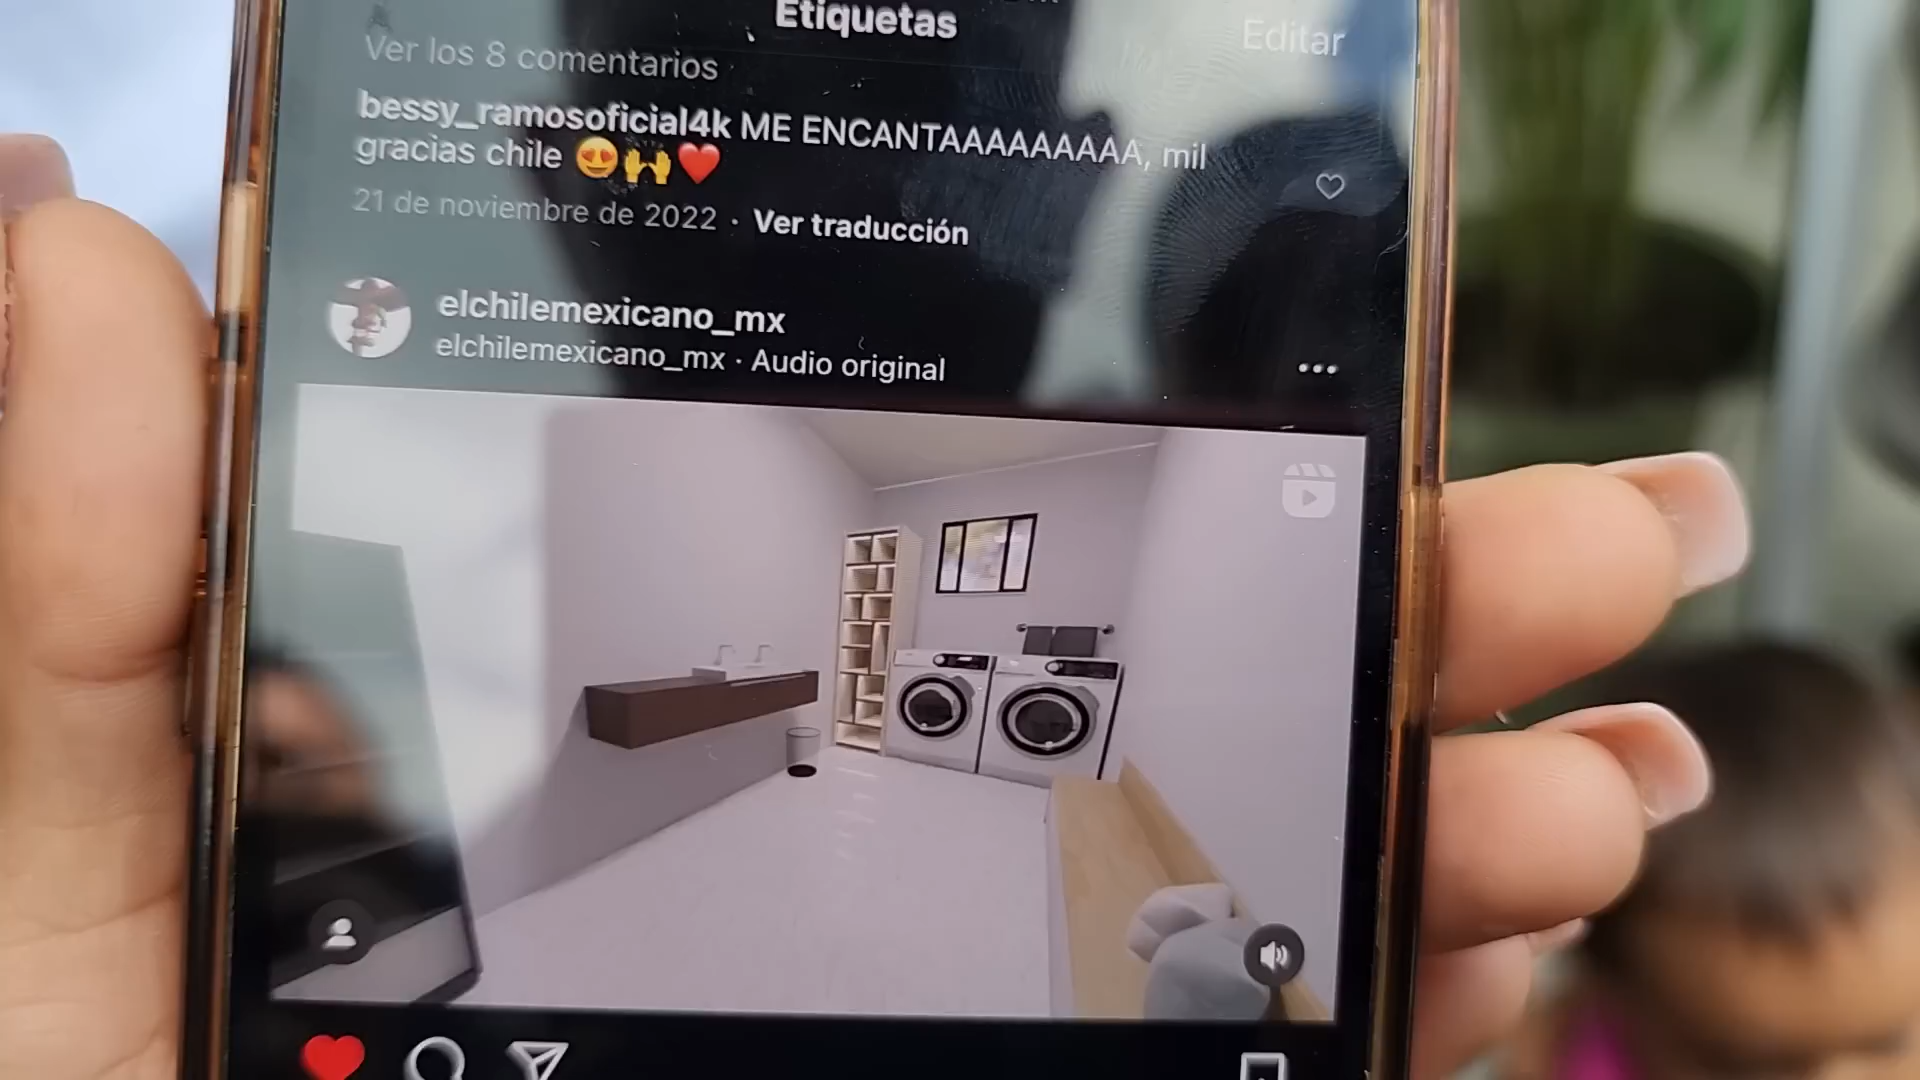 Etiquetas
Editar
Ver los 8 comentarios
bessy_ramosoficial4k ME ENCANTAAAAAAAAA, mil
gracias chile 😍🙌❤️
21 de noviembre de 2022 · Ver traducción
elchilemexicano_mx
elchilemexicano_mx · Audio original